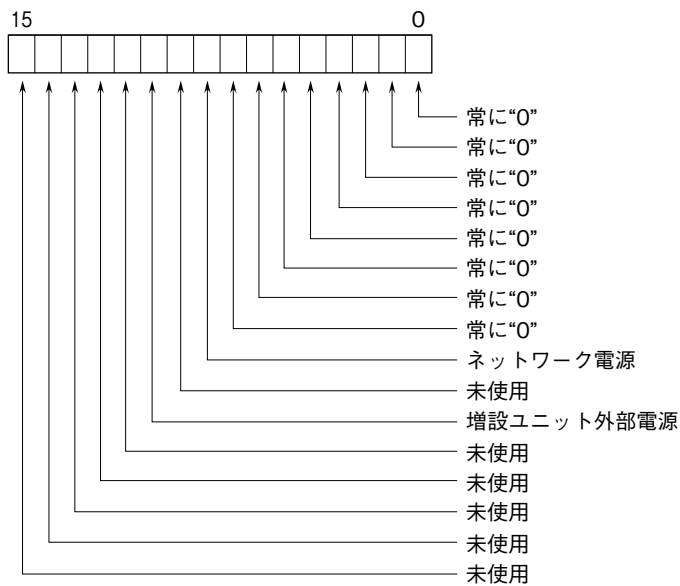 15 0
常に“0”
常に“0”
常に“0”
常に“0”
常に“0”
常に“0”
常に“0”
常に“0”
ネットワーク電源
未使用
増設ユニット外部電源
未使用
未使用
未使用
未使用
未使用